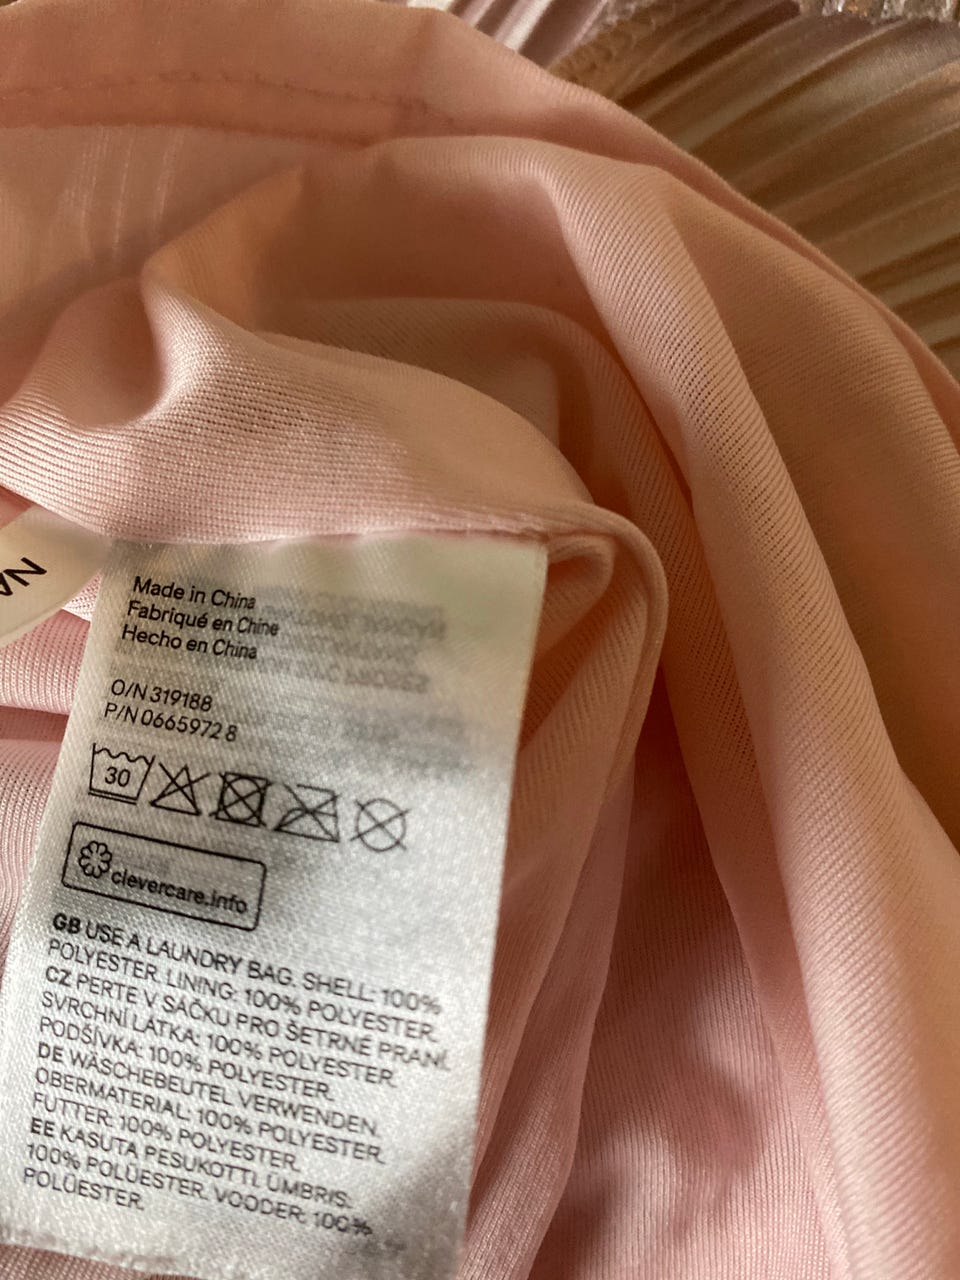 Made in China
Fabriqué en Chine
Hecho en China
O/N 319188
P/N 0665972 8
30
clevercare.info
GB USE A LAUNDRY BAG. SHELL: 100%
POLYESTER. LINING: 100% POLYESTER.
CZ PERTE V SÁČKU PRO ŠETRNÉ PRANÍ.
SVRCHNÍ LÁTKA: 100% POLYESTER.
PODŠÍVKA: 100% POLYESTER.
DE WÄSCHEBEUTEL VERWENDEN.
OBERMATERIAL: 100% POLYESTER.
FUTTER: 100% POLYESTER.
EE KASUTA PESUKOTTI. ÜMBRIS:
100% POLÜESTER. VOODER: 100%
POLÜESTER.
NA